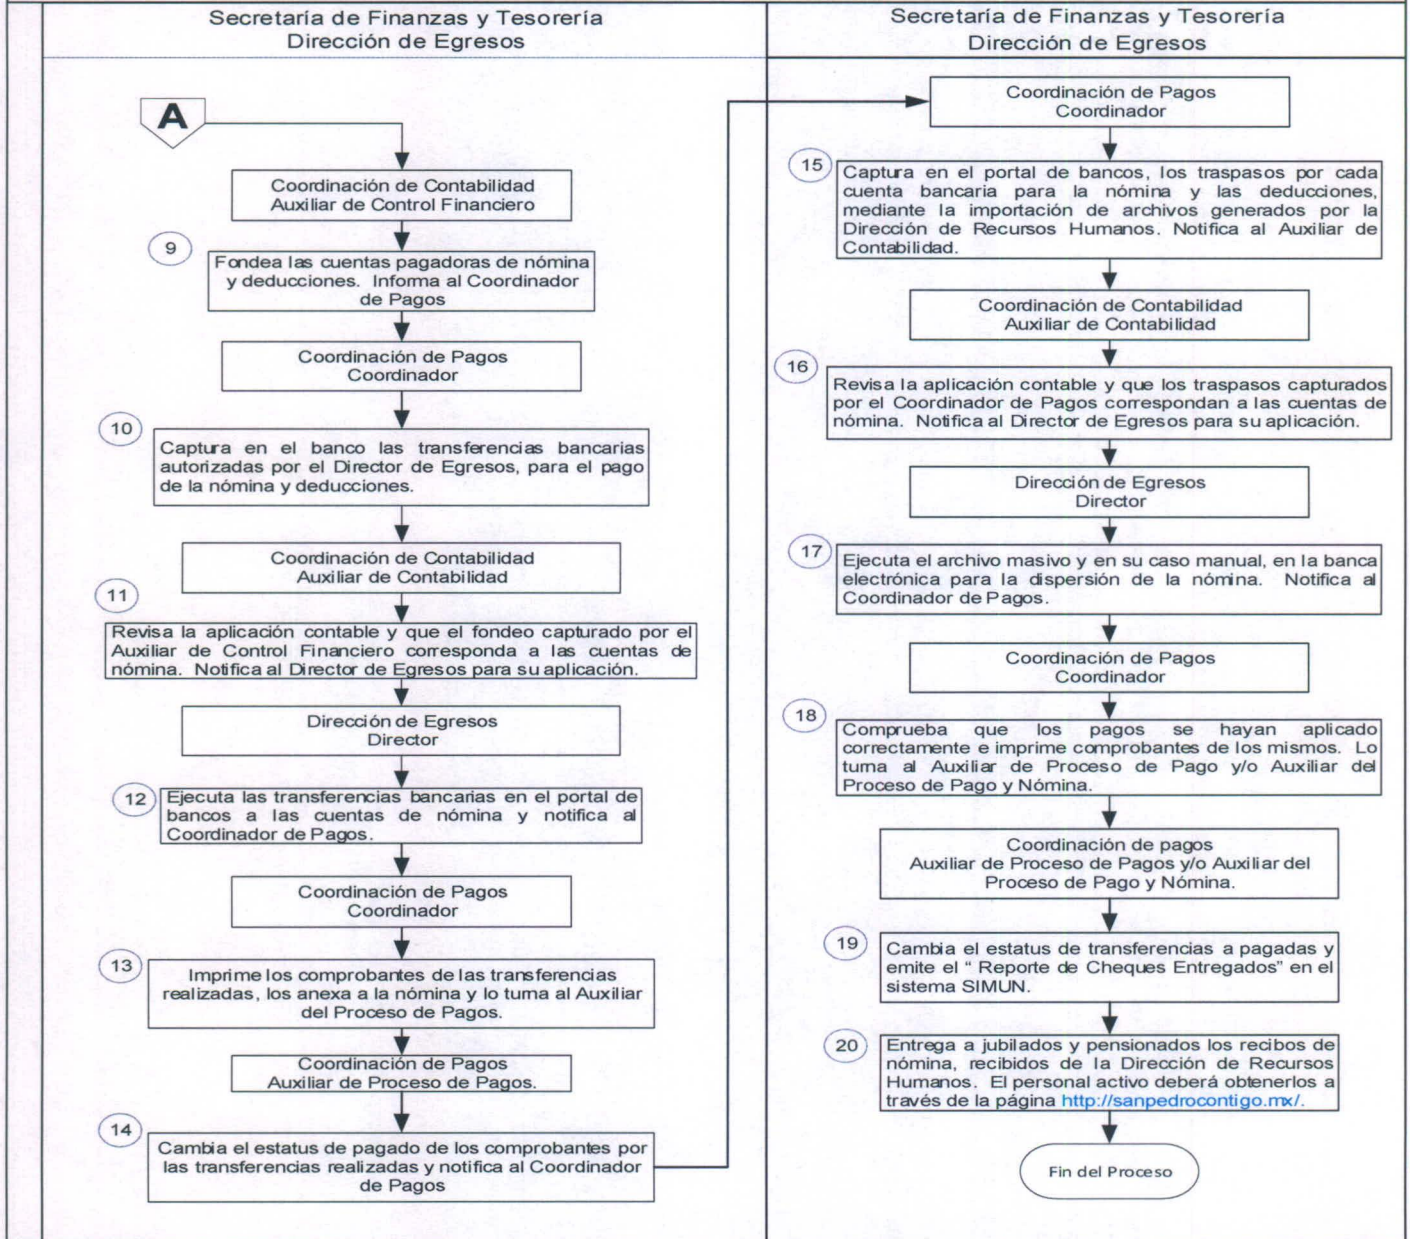 Secretaría de Finanzas y Tesorería
Dirección de Egresos
A
Coordinación de Contabilidad
Auxiliar de Control Financiero
9
Fondea las cuentas pagadoras de nómina
y deducciones. Informa al Coordinador
de Pagos
Coordinación de Pagos
Coordinador
10
Captura en el banco las transferencias bancarias
autorizadas por el Director de Egresos, para el pago
de la nómina y deducciones.
Coordinación de Contabilidad
Auxiliar de Contabilidad
11
Revisa la aplicación contable y que el fondeo capturado por el
Auxiliar de Control Financiero corresponda a las cuentas de
nómina. Notifica al Director de Egresos para su aplicación.
Dirección de Egresos
Director
12
Ejecuta las transferencias bancarias en el portal de
bancos a las cuentas de nómina y notifica al
Coordinador de Pagos.
Coordinación de Pagos
Coordinador
13
Imprime los comprobantes de las transferencias
realizadas, los anexa a la nómina y lo turna al Auxiliar
del Proceso de Pagos.
Coordinación de Pagos
Auxiliar de Proceso de Pagos.
14
Cambia el estatus de pagado de los comprobantes por
las transferencias realizadas y notifica al Coordinador
de Pagos
Secretaría de Finanzas y Tesorería
Dirección de Egresos
Coordinación de Pagos
Coordinador
15
Captura en el portal de bancos, los traspasos por cada
cuenta bancaria para la nómina y las deducciones,
mediante la importación de archivos generados por la
Dirección de Recursos Humanos. Notifica al Auxiliar de
Contabilidad.
Coordinación de Contabilidad
Auxiliar de Contabilidad
16
Revisa la aplicación contable y que los traspasos capturados
por el Coordinador de Pagos correspondan a las cuentas de
nómina. Notifica al Director de Egresos para su aplicación.
Dirección de Egresos
Director
17
Ejecuta el archivo masivo y en su caso manual, en la banca
electrónica para la dispersión de la nómina. Notifica al
Coordinador de Pagos.
Coordinación de Pagos
Coordinador
18
Comprueba que los pagos se hayan aplicado
correctamente e imprime comprobantes de los mismos. Lo
turna al Auxiliar de Proceso de Pago y/o Auxiliar del
Proceso de Pago y Nómina.
Coordinación de pagos
Auxiliar de Proceso de Pagos y/o Auxiliar del
Proceso de Pago y Nómina.
19
Cambia el estatus de transferencias a pagadas y
emite el “ Reporte de Cheques Entregados” en el
sistema SIMUN.
20
Entrega a jubilados y pensionados los recibos de
nómina, recibidos de la Dirección de Recursos
Humanos. El personal activo deberá obtenerlos a
través de la página http://sanpedrocontigo.mx/.
Fin del Proceso